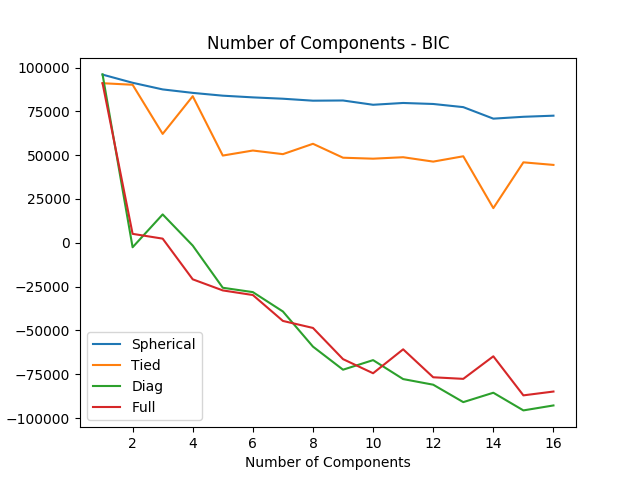 Number of Components - BIC
100000
75000
50000
25000
0
−25000
−50000
−75000
−100000
Spherical
Tied
Diag
Full
2 4 6 8 10 12 14 16
Number of Components